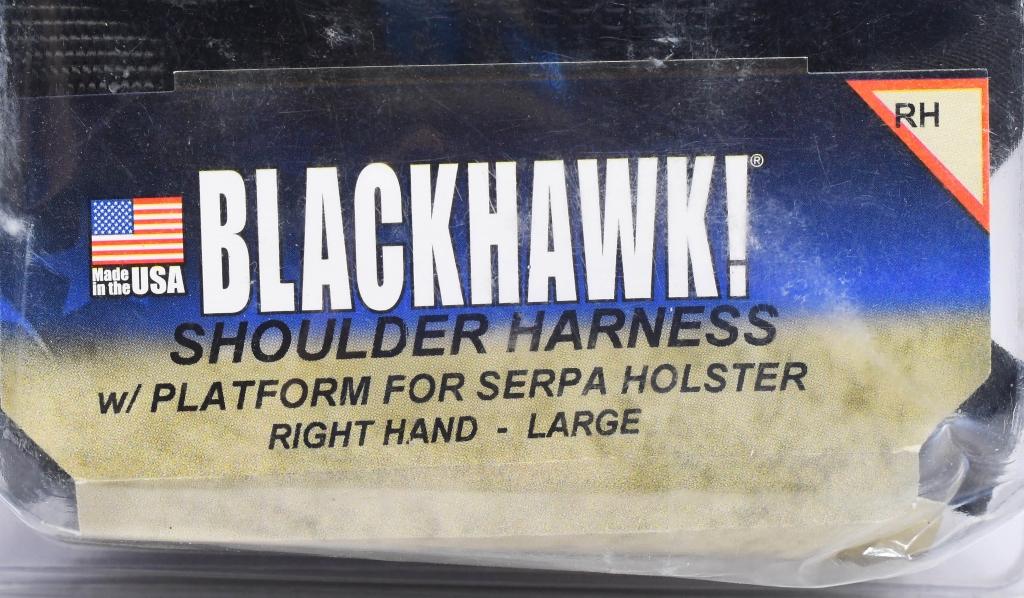 RH
BLACKHAWK!®
Made
in the USA
SHOULDER HARNESS
w/ PLATFORM FOR SERPA HOLSTER
RIGHT HAND - LARGE